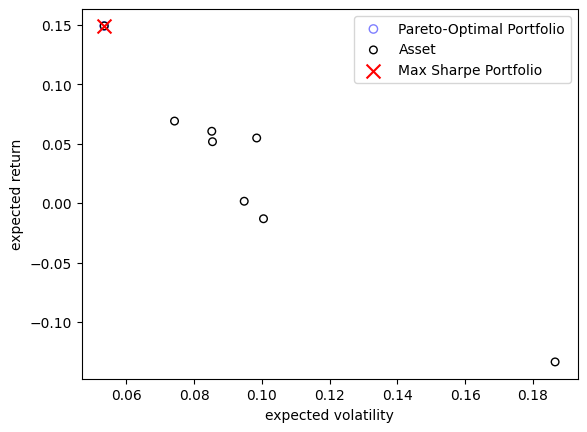 Pareto-Optimal Portfolio
Asset
Max Sharpe Portfolio
0.15
0.10
0.05
0.00
−0.05
−0.10
expected return
0.06 0.08 0.10 0.12 0.14 0.16 0.18
expected volatility